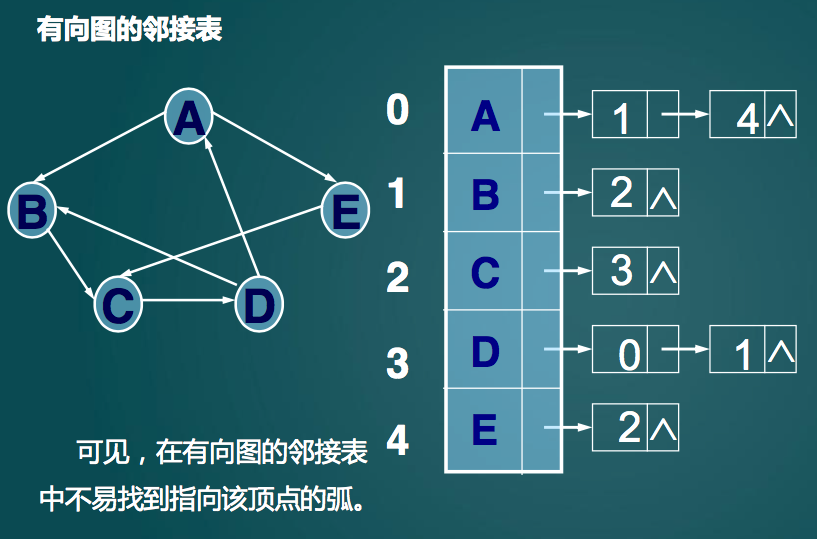 有向图的邻接表
A
B
E
C
D
0 A 1 4 ∧
1 B 2 ∧
2 C 3 ∧
3 D 0 1 ∧
4 E 2 ∧
可见，在有向图的邻接表
中不易找到指向该顶点的弧。